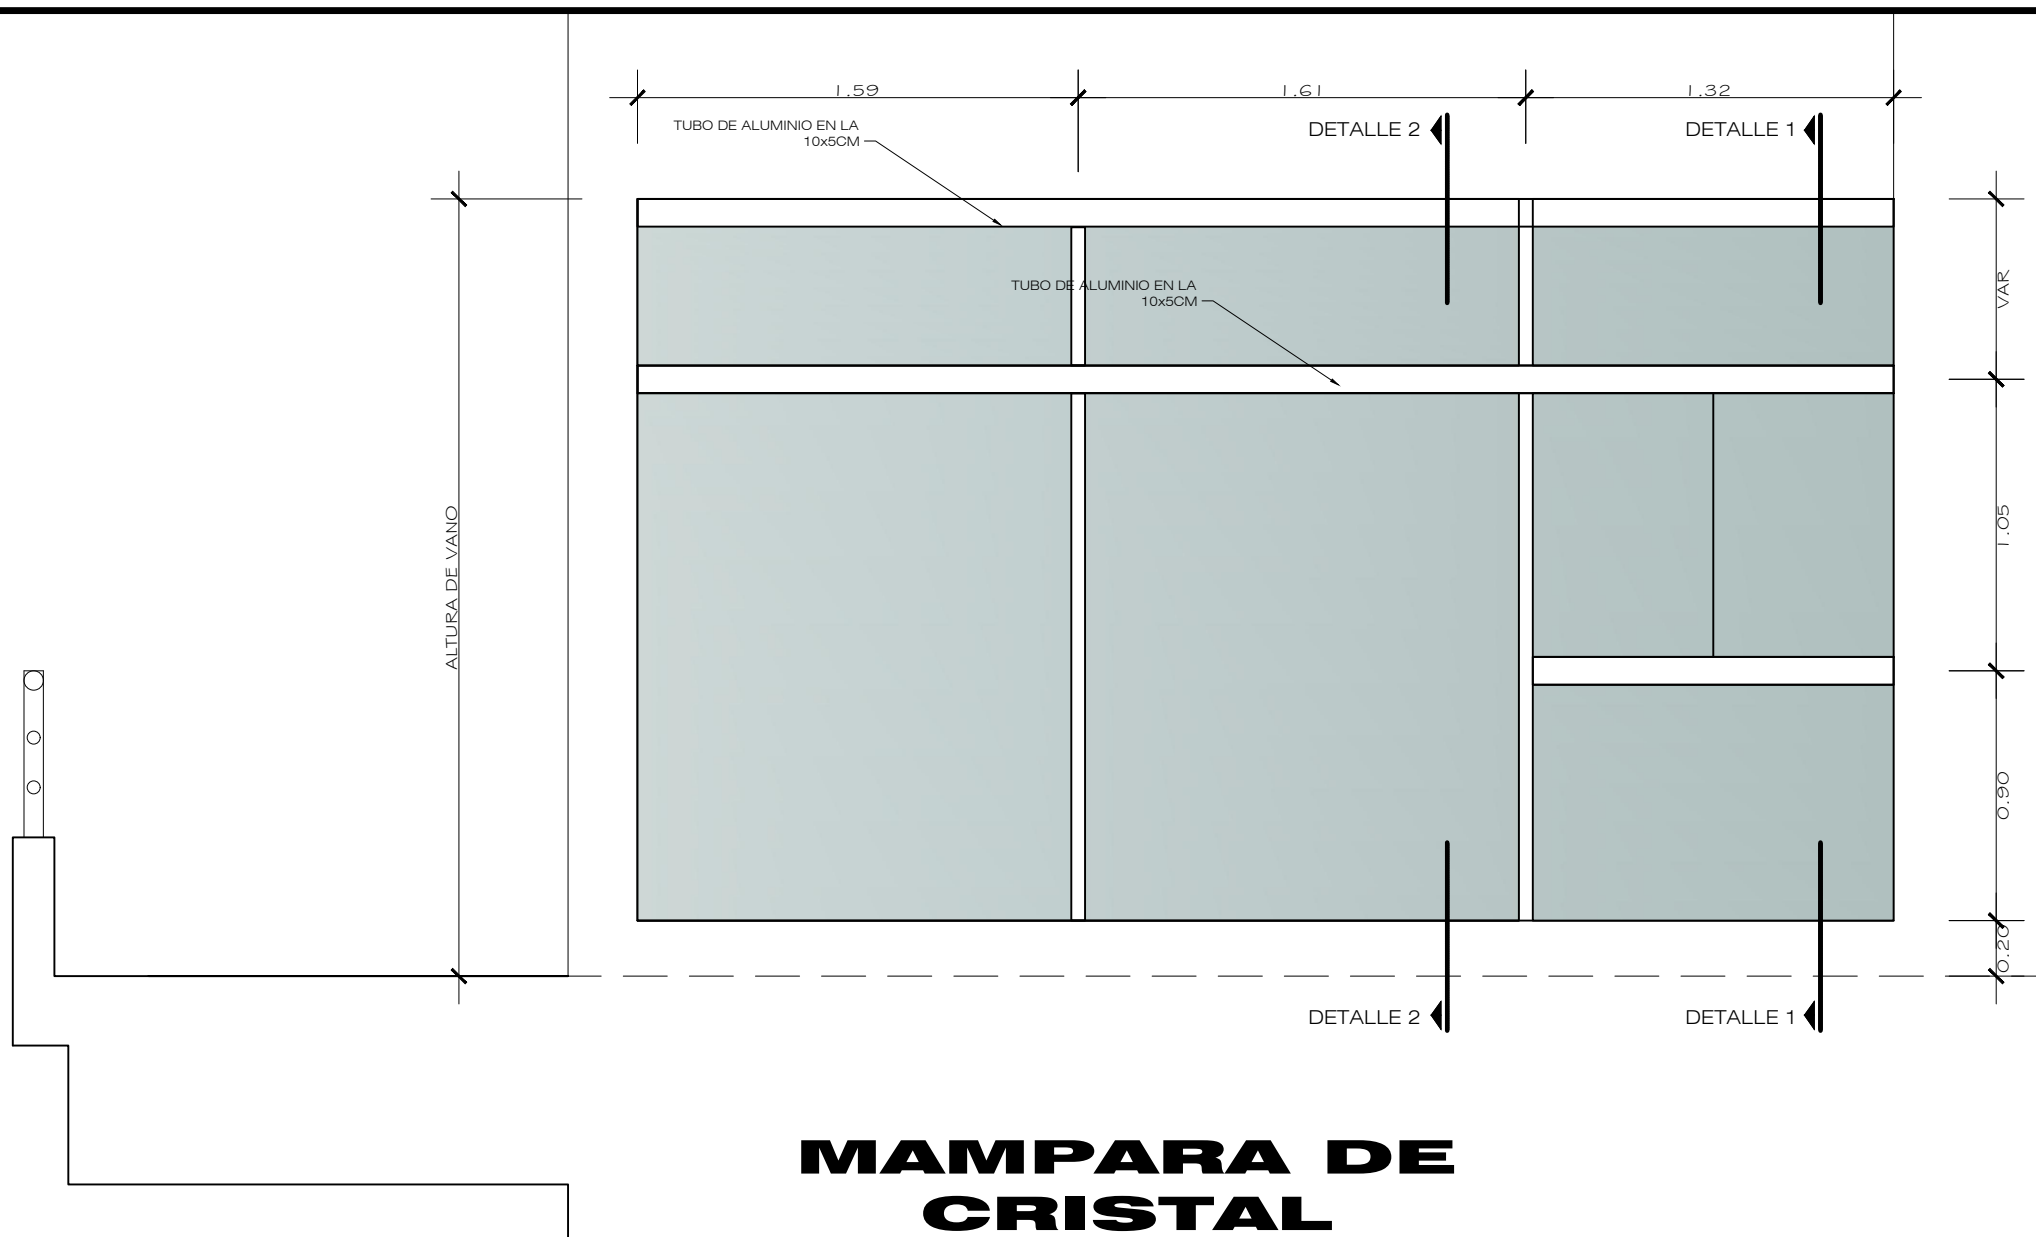 1.59
1.61
1.32
TUBO DE ALUMINIO EN LA
10x5CM
DETALLE 2
DETALLE 1
TUBO DE ALUMINIO EN LA
10x5CM
VAR
ALTURA DE VANO
1.05
0.90
0.20
DETALLE 2
DETALLE 1
MAMPARA DE
CRISTAL